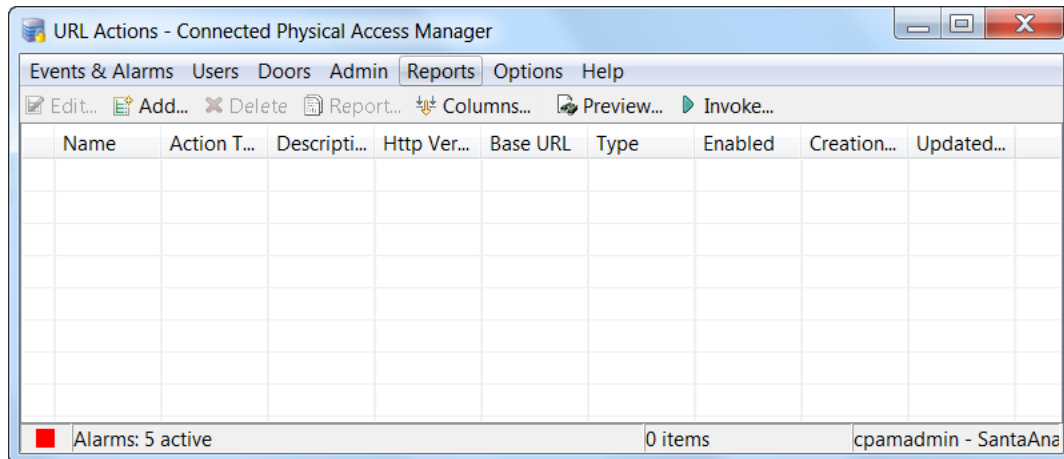 URL Actions - Connected Physical Access Manager
Events & Alarms Users Doors Admin Reports Options Help
Edit... Add... Delete Report... Columns... Preview... Invoke...
Name Action T... Descripti... Http Ver... Base URL Type Enabled Creation... Updated...
Alarms: 5 active 0 items cpamadmin - SantaAna